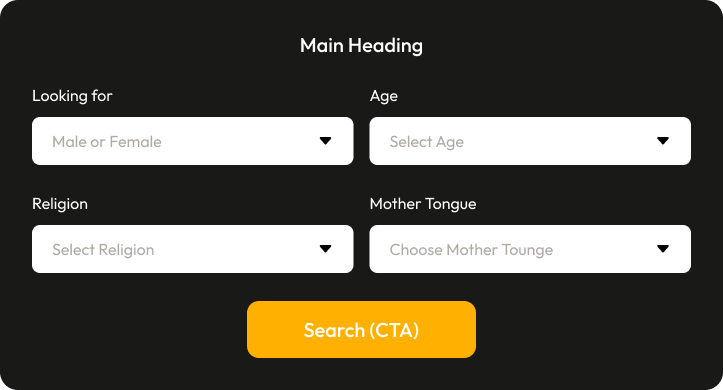 Main Heading
Looking for
Age
Male or Female
Select Age
Religion
Mother Tongue
Select Religion
Choose Mother Tounge
Search (CTA)